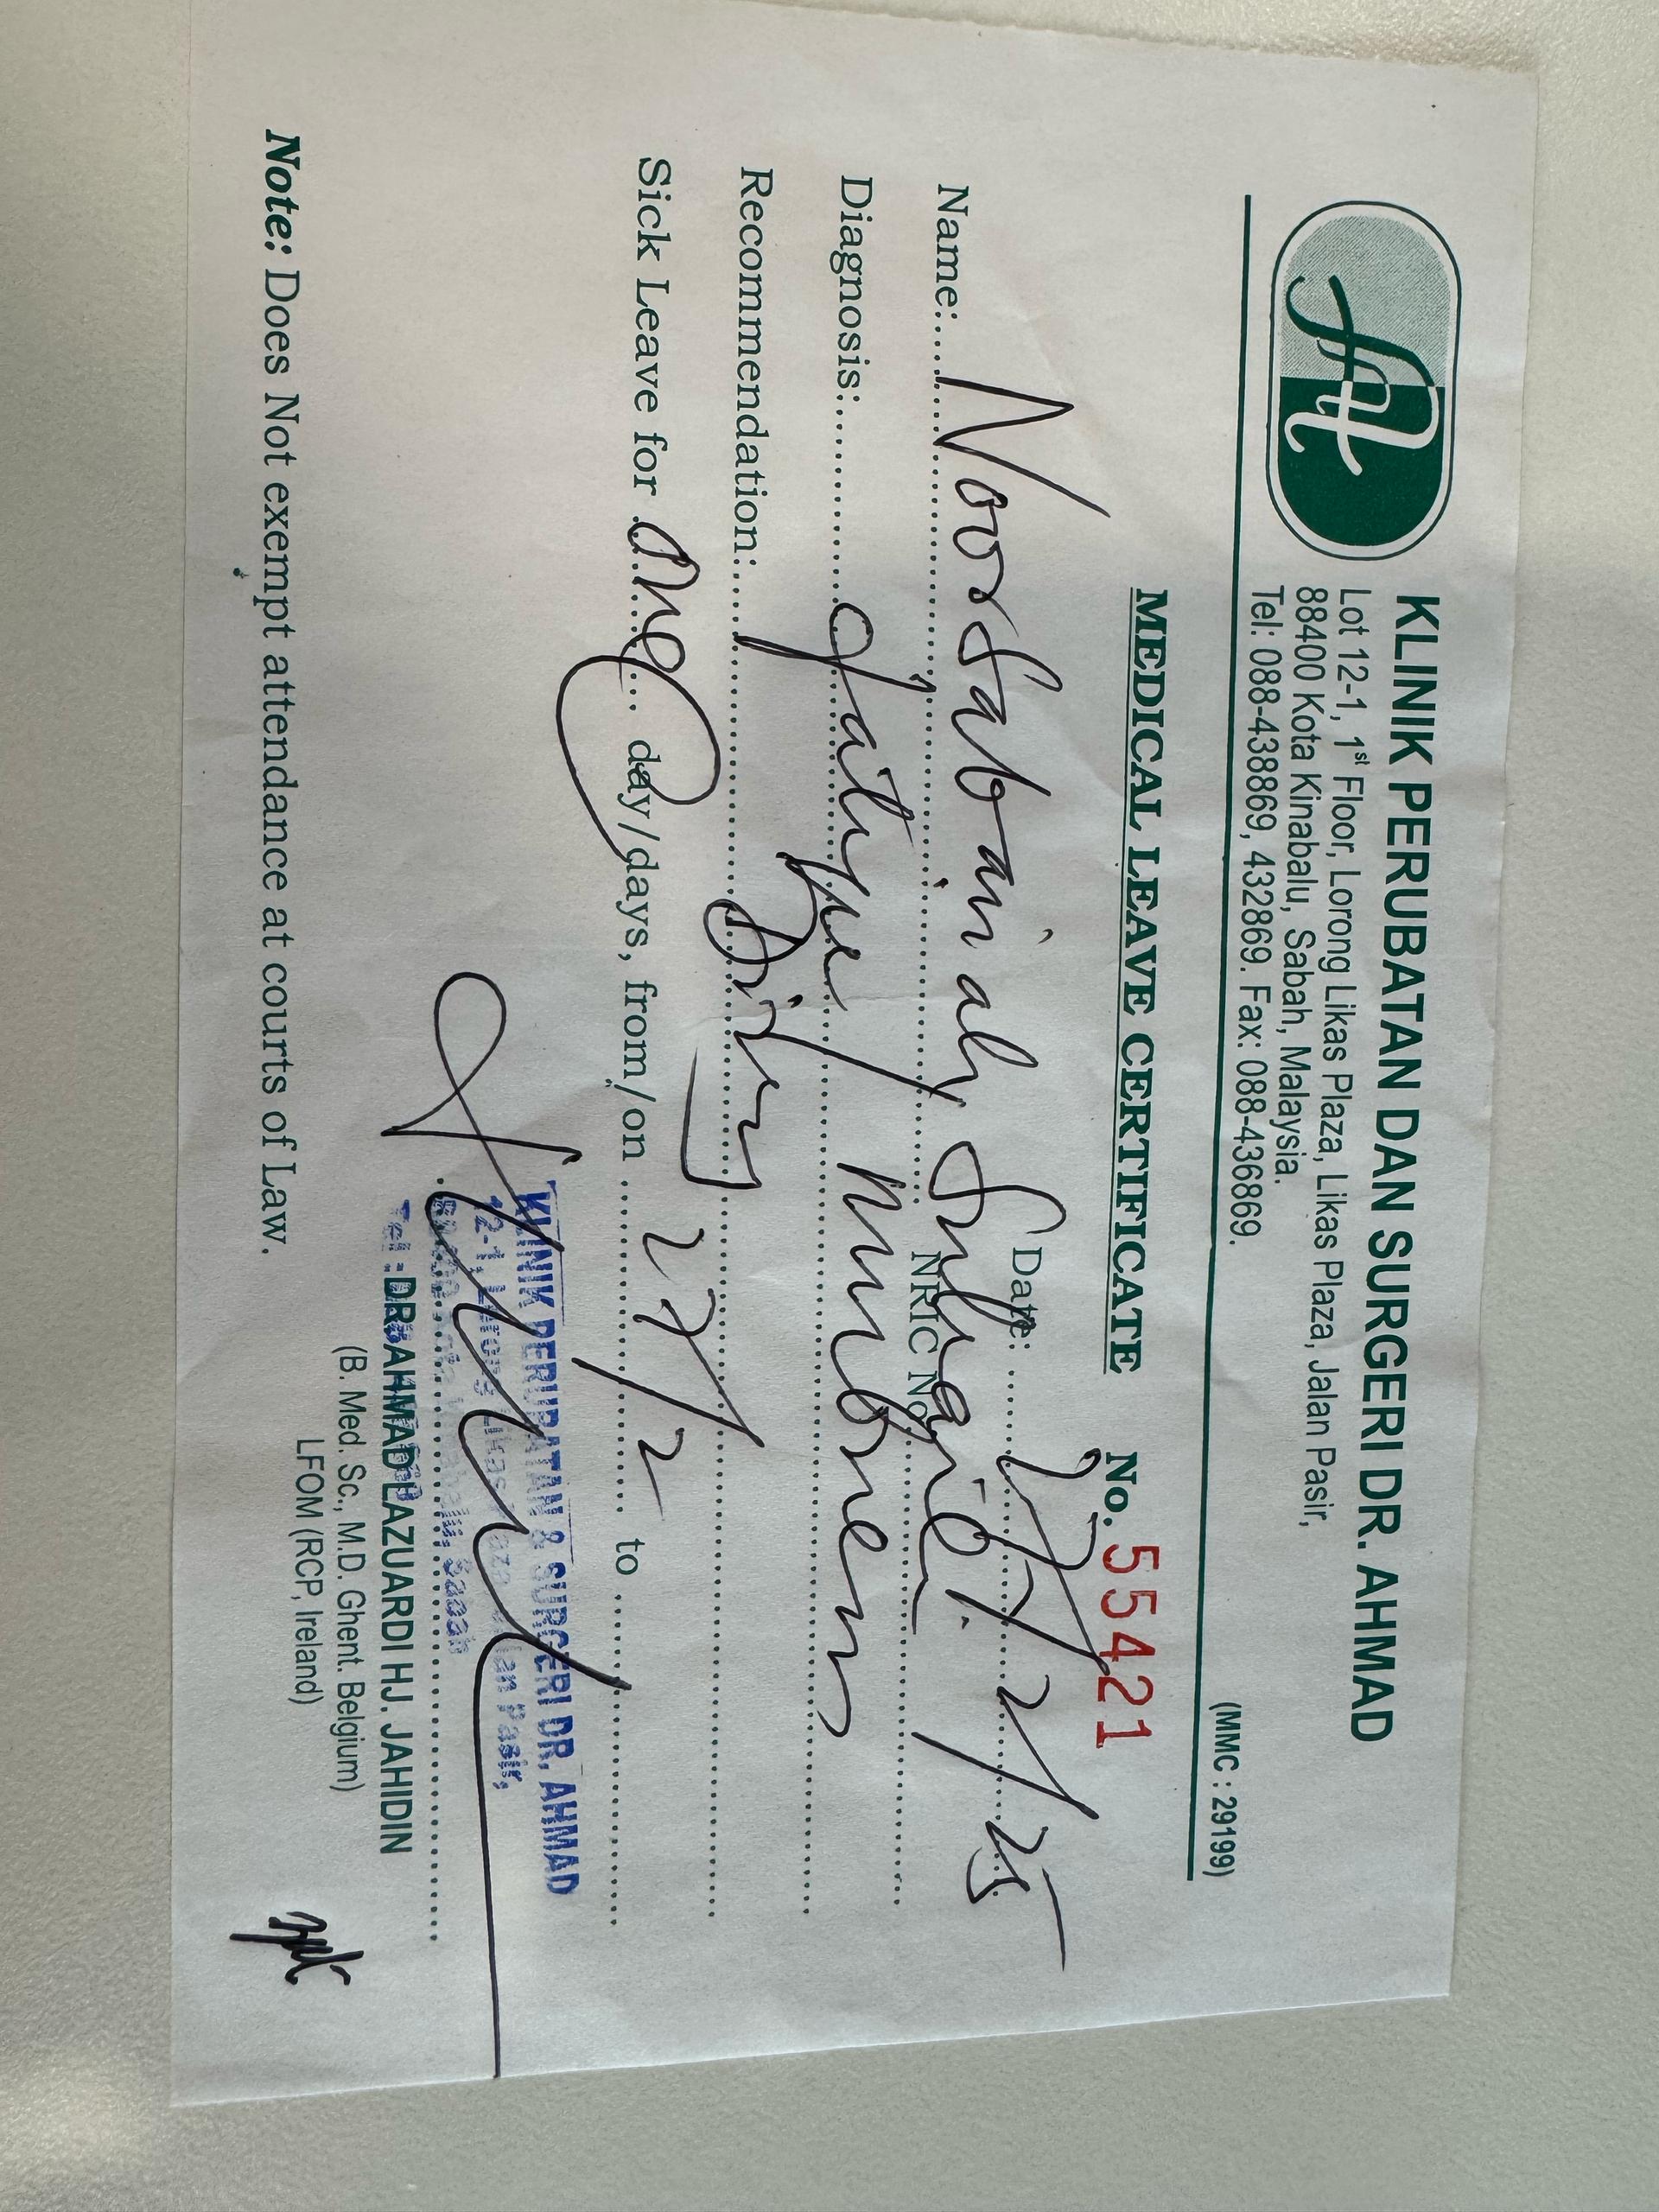 KLINIK PERUBATAN DAN SURGERI DR. AHMAD
Lot 12-1, 1st Floor, Lorong Likas Plaza, Likas Plaza, Jalan Pasir,
88400 Kota Kinabalu, Sabah, Malaysia.
Tel: 088-438869, 432869. Fax: 088-436869.
(MMC : 29199)
MEDICAL LEAVE CERTIFICATE No. 55421
Date: 27/2/25
Name: Noorsabariah Suhaili
NRIC No.
Diagnosis: fatigue/
Recommendation:
Sick Leave for one day/days, from/on 27/2 to
KLINIK PERUBATAN & SURGERI DR. AHMAD
12-1, Lorong Likas Plaza, Jalan Pasir,
88400 Kota Kinabalu, Sabah
Tel :
DR. AHMAD LAZUARDI HJ. JAHIDIN
(B. Med. Sc., M.D. Ghent. Belgium)
LFOM (RCP, Ireland)
Note: Does Not exempt attendance at courts of Law.